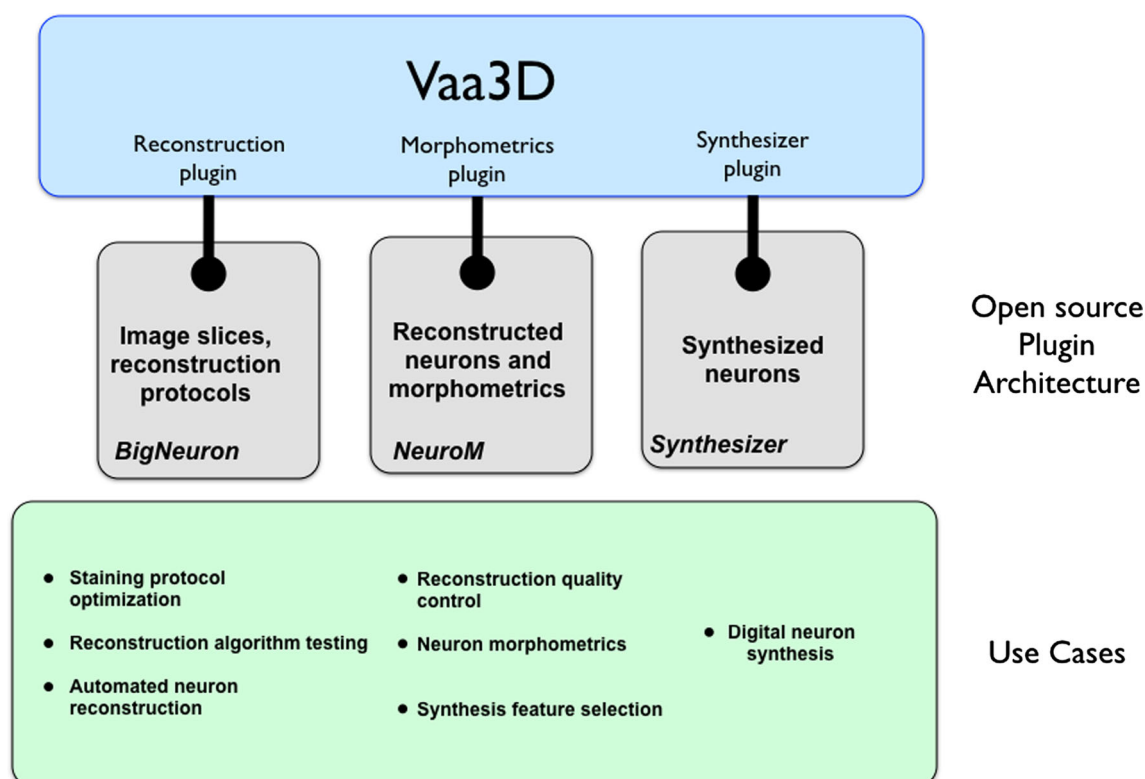 Vaa3D
Reconstruction
plugin
Morphometrics
plugin
Synthesizer
plugin
Image slices,
reconstruction
protocols
BigNeuron
Reconstructed
neurons and
morphometrics
NeuroM
Synthesized
neurons
Synthesizer
Open source
Plugin
Architecture
• Staining protocol
optimization
• Reconstruction algorithm testing
• Automated neuron
reconstruction
• Reconstruction quality
control
• Neuron morphometrics
• Synthesis feature selection
• Digital neuron
synthesis
Use Cases